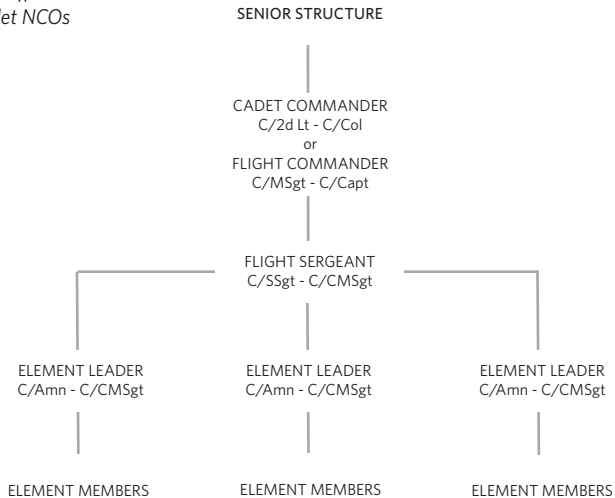 let NCOs
SENIOR STRUCTURE
CADET COMMANDER
C/2d Lt - C/Col
or
FLIGHT COMMANDER
C/MSgt - C/Capt
FLIGHT SERGEANT
C/SSgt - C/CMSgt
ELEMENT LEADER
C/Amn - C/CMSgt
ELEMENT LEADER
C/Amn - C/CMSgt
ELEMENT LEADER
C/Amn - C/CMSgt
ELEMENT MEMBERS
ELEMENT MEMBERS
ELEMENT MEMBERS